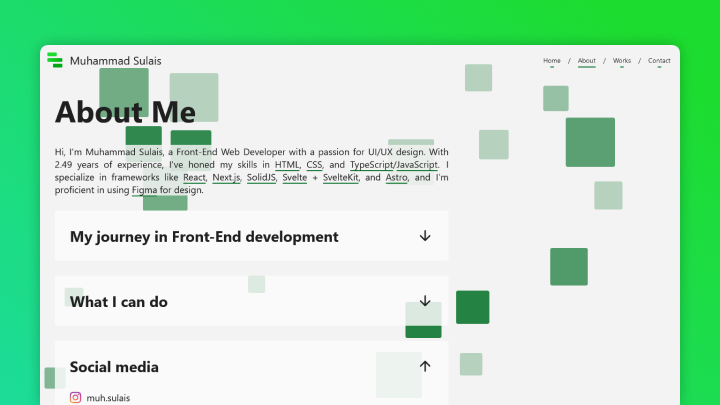 Muhammad Sulais
Home / About / Works / Contact
About Me
Hi, I'm Muhammad Sulais, a Front-End Web Developer with a passion for UI/UX design. With
2.49 years of experience, I've honed my skills in HTML, CSS, and TypeScript/JavaScript. I
specialize in frameworks like React, Next.js, SolidJS, Svelte + SvelteKit, and Astro, and I'm
proficient in using Figma for design.
My journey in Front-End development
What I can do
Social media
muh.sulais